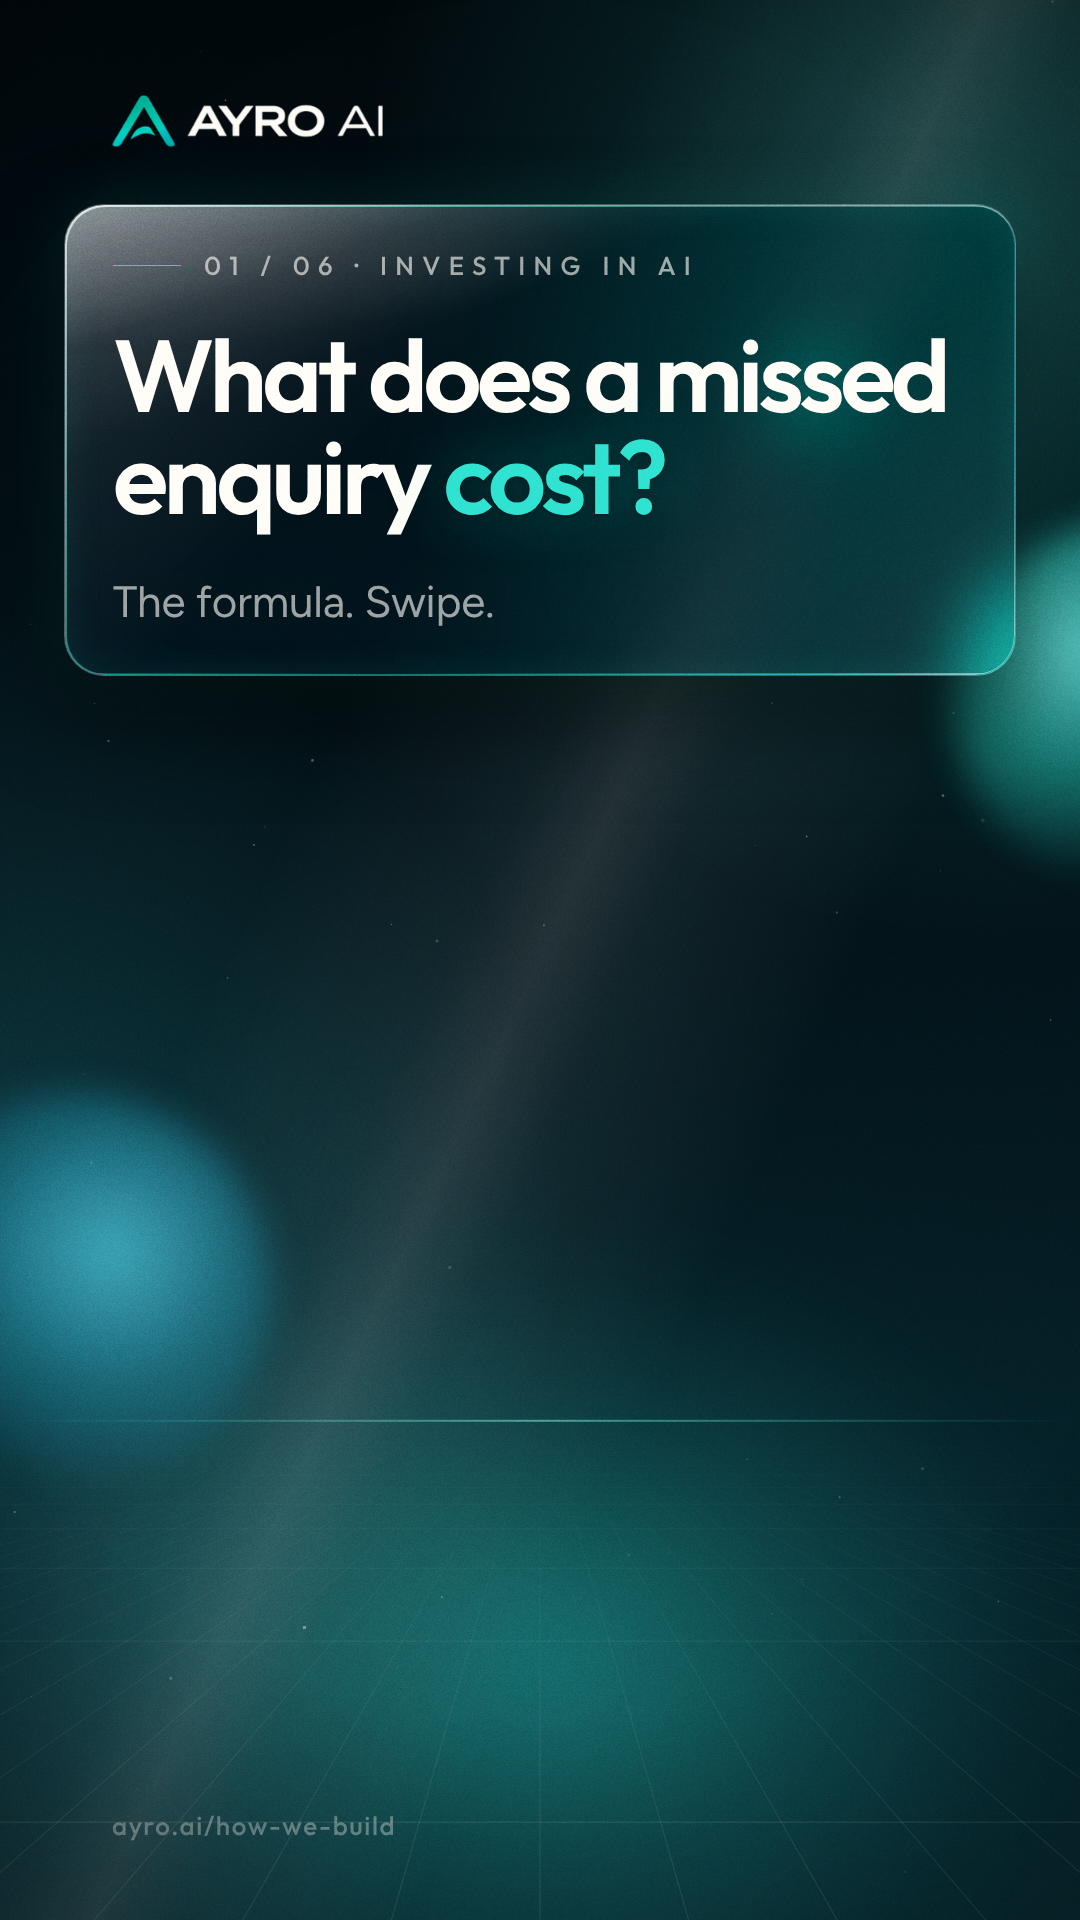 AYRO AI
01 / 06 · INVESTING IN AI
What does a missed
enquiry cost?
The formula. Swipe.
ayro.ai/how-we-build